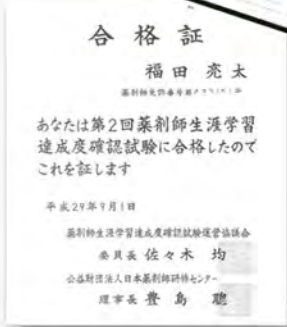 合格証
福田 亮太
薬剤師免許番号第
あなたは第2回薬剤師生涯学習
達成度確認試験に合格したので
これを証します
平成29年9月1日
薬剤師生涯学習達成度確認試験運営協議会
委員長 佐々木 均
公益財団法人日本薬剤師研修センター
理事長 豊島 聰